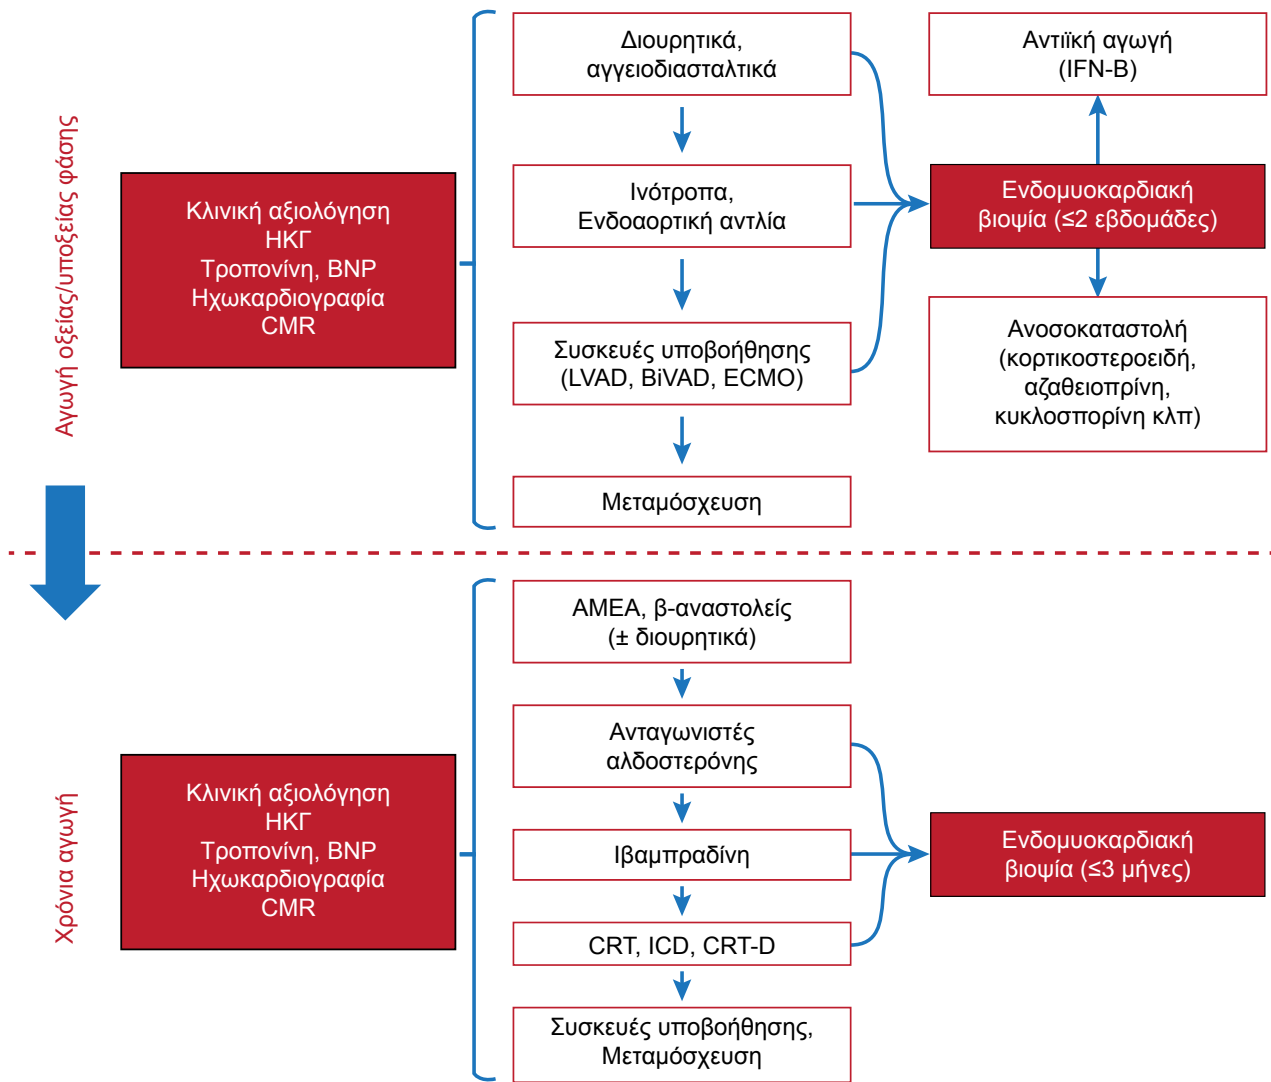 Αγωγή οξείας/υποξείας φάσης
Κλινική αξιολόγηση
ΗΚΓ
Τροπονίνη, BNP
Ηχωκαρδιογραφία
CMR
Διουρητικά,
αγγειοδιασταλτικά
Ινότροπα,
Ενδοαορτική αντλία
Συσκευές υποβοήθησης
(LVAD, BiVAD, ECMO)
Μεταμόσχευση
Αντιϊκή αγωγή
(IFN-B)
Ενδομυοκαρδιακή
βιοψία (≤2 εβδομάδες)
Ανοσοκαταστολή
(κορτικοστεροειδή,
αζαθειοπρίνη,
κυκλοσπορίνη κλπ)
Χρόνια αγωγή
Κλινική αξιολόγηση
ΗΚΓ
Τροπονίνη, BNP
Ηχωκαρδιογραφία
CMR
ΑΜΕΑ, β-αναστολείς
(± διουρητικά)
Ανταγωνιστές
αλδοστερόνης
Ιβαμπραδίνη
CRT, ICD, CRT-D
Συσκευές υποβοήθησης,
Μεταμόσχευση
Ενδομυοκαρδιακή
βιοψία (≤3 μήνες)